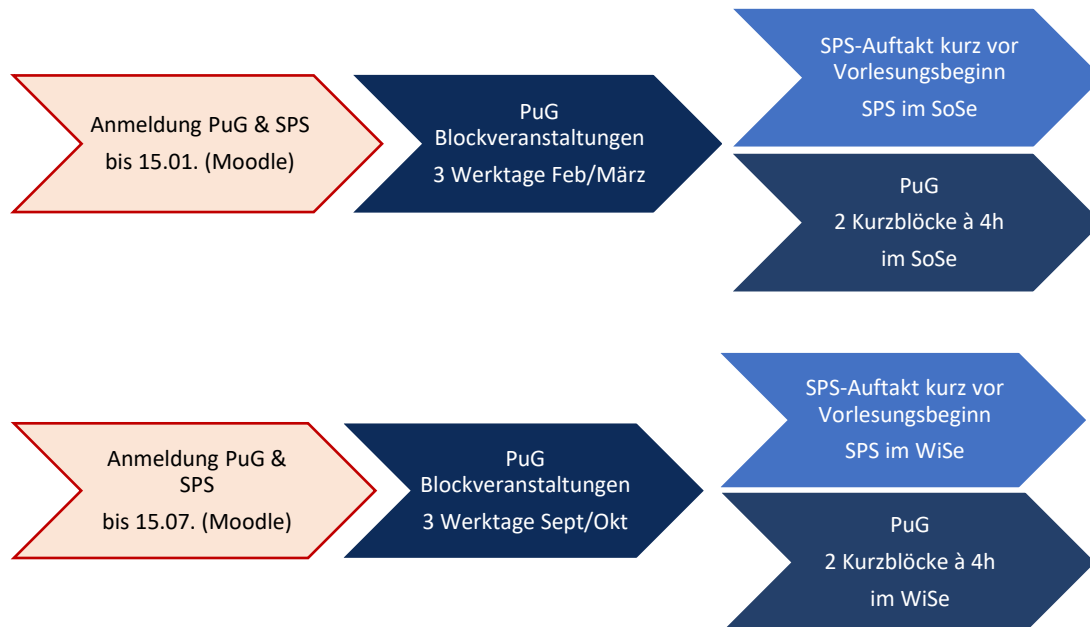 Anmeldung PuG & SPS
bis 15.01. (Moodle)
PuG
Blockveranstaltungen
3 Werktage Feb/März
SPS-Auftakt kurz vor
Vorlesungsbeginn
SPS im SoSe
PuG
2 Kurzblöcke à 4h
im SoSe
Anmeldung PuG &
SPS
bis 15.07. (Moodle)
PuG
Blockveranstaltungen
3 Werktage Sept/Okt
SPS-Auftakt kurz vor
Vorlesungsbeginn
SPS im WiSe
PuG
2 Kurzblöcke à 4h
im WiSe